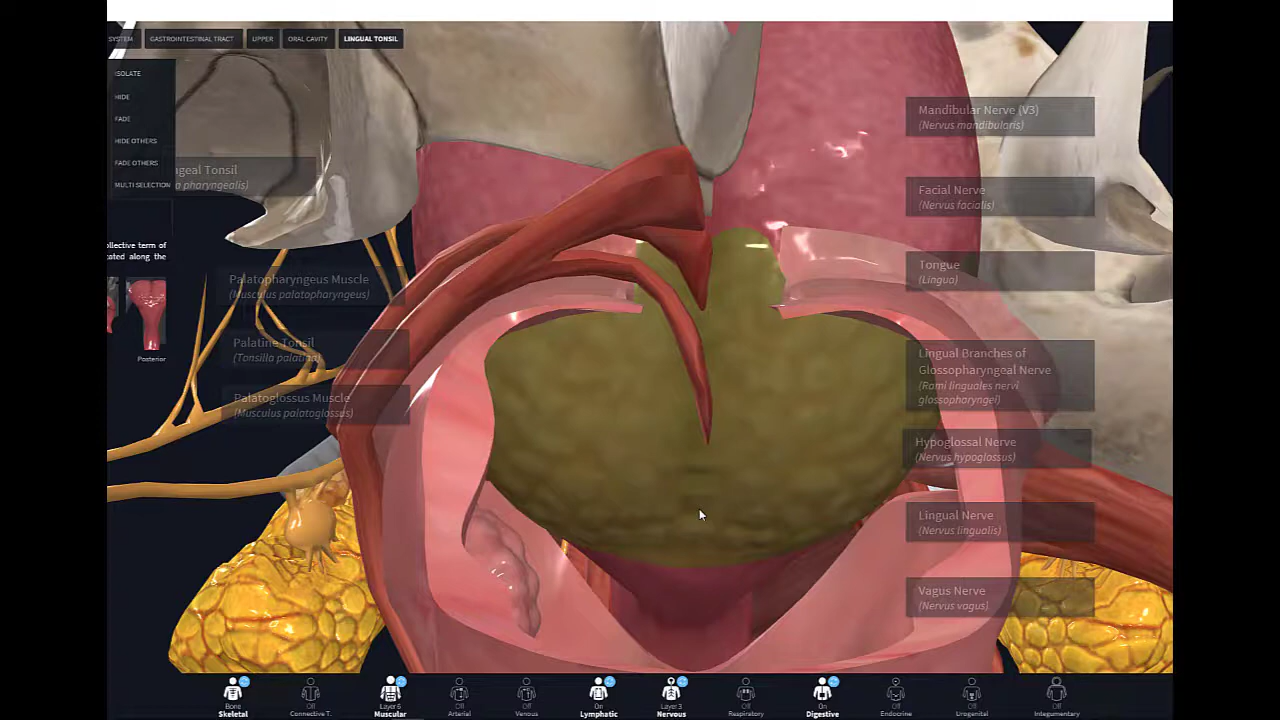 SYSTEM GASTROINTESTINAL TRACT UPPER ORAL CAVITY LINGUAL TONSIL
ISOLATE
HIDE
FADE
HIDE OTHERS
FADE OTHERS
MULTI SELECTION
ngeal Tonsil
a pharyngealis)
ollective term of
ated along the
Posterior
Palatopharyngeus Muscle
(Musculus palatopharyngeus)
Palatine Tonsil
(Tonsilla palatina)
Palatoglossus Muscle
(Musculus palatoglossus)
Mandibular Nerve (V3)
(Nervus mandibularis)
Facial Nerve
(Nervus facialis)
Tongue
(Lingua)
Lingual Branches of
Glossopharyngeal Nerve
(Rami linguales nervi
glossopharyngei)
Hypoglossal Nerve
(Nervus hypoglossus)
Lingual Nerve
(Nervus lingualis)
Vagus Nerve
(Nervus vagus)
Bone Off Layer 6 Off Off On Layer 3 Off On Off Off Off
Skeletal Connective T. Muscular Arterial Venous Lymphatic Nervous Respiratory Digestive Endocrine Urogenital Integumentary